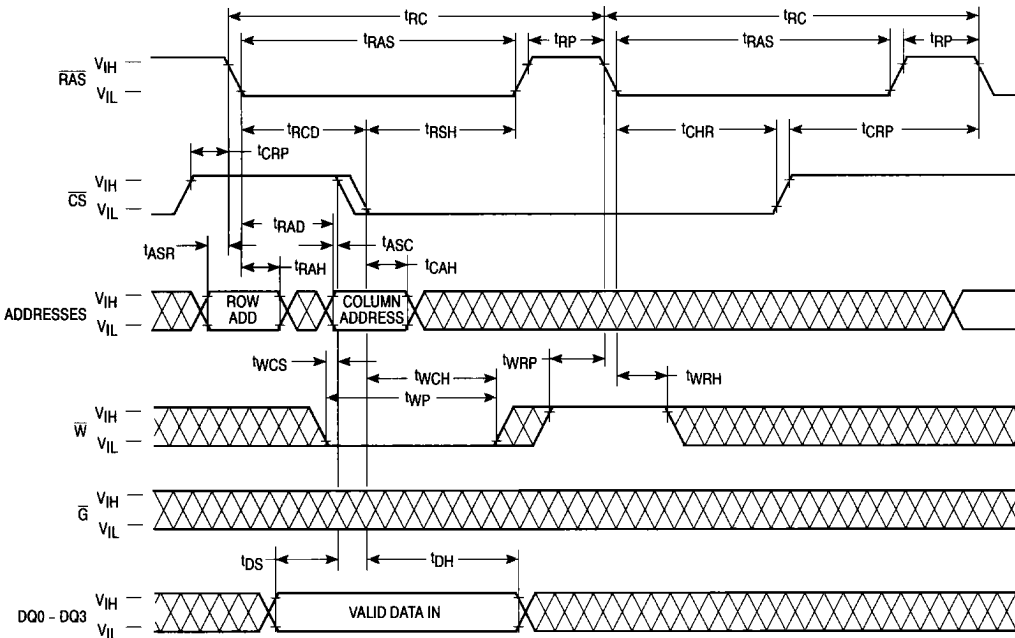 tRC tRC
tRAS tRP tRAS tRP
RAS VIH
VIL
tRCD tRSH tCHR tCRP
tCRP
CS VIH
VIL
tRAD
tASR tASC
tRAH tCAH
ADDRESSES VIH
VIL
ROW ADD
COLUMN ADDRESS
tWCS tWCH tWRP tWRH
tWP
W VIH
VIL
G VIH
VIL
tDS tDH
DQ0 – DQ3 VIH
VIL
VALID DATA IN